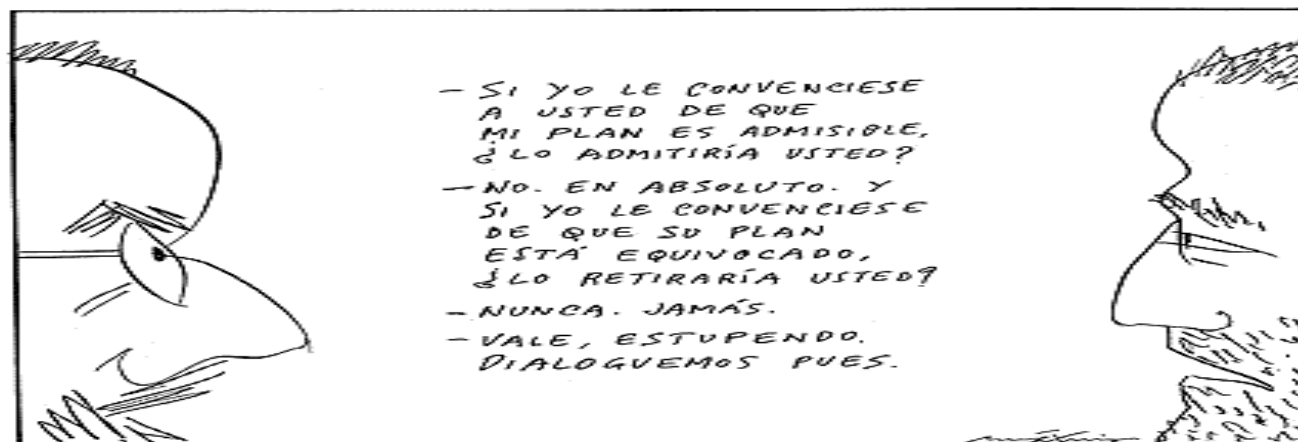 – SI YO LE CONVENCIESE
A USTED DE QUE
MI PLAN ES ADMISIBLE,
¿LO ADMITIRÍA USTED?
– NO. EN ABSOLUTO. Y
SI YO LE CONVENCIESE
DE QUE SU PLAN
ESTÁ EQUIVOCADO,
¿LO RETIRARÍA USTED?
– NUNCA. JAMÁS.
– VALE, ESTUPENDO.
DIALOGUEMOS PUES.